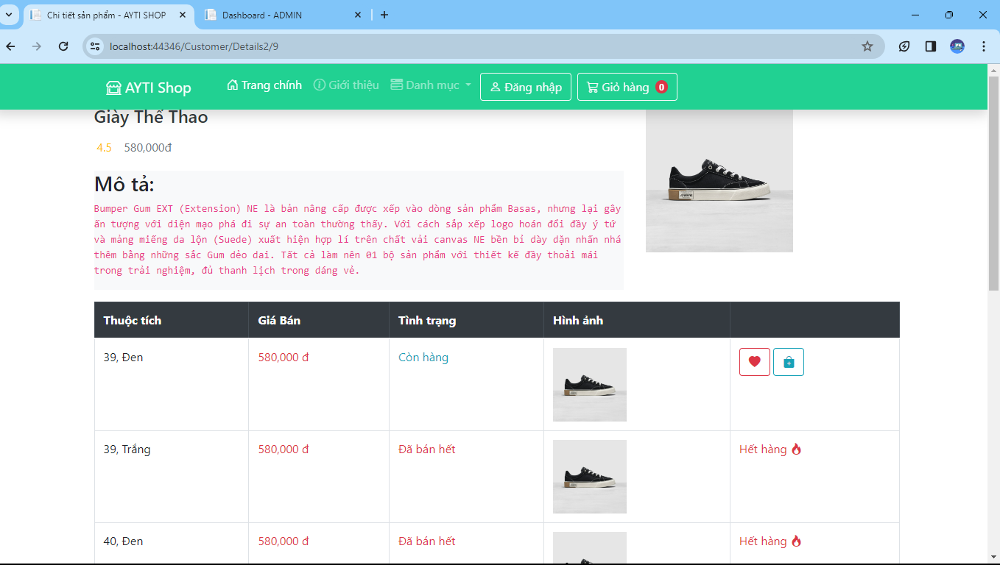 Chi tiết sản phẩm - AYTI SHOP
Dashboard - ADMIN
localhost:44346/Customer/Details2/9
AYTI Shop
Trang chính
Giới thiệu
Danh mục
Đăng nhập
Giỏ hàng 0
Giày Thể Thao
4.5 580,000đ
Mô tả:
Bumper Gum EXT (Extension) NE là bản nâng cấp được xếp vào dòng sản phẩm Basas, nhưng lại gây
ấn tượng với diện mạo phá đi sự an toàn thường thấy. Với cách sắp xếp logo hoán đổi đầy ý tứ
và mảng miếng da lộn (Suede) xuất hiện hợp lí trên chất vải canvas NE bền bỉ dày dặn nhấn nhá
thêm bằng những sắc Gum dẻo dai. Tất cả làm nên 01 bộ sản phẩm với thiết kế đầy thoải mái
trong trải nghiệm, đủ thanh lịch trong dáng vẻ.
Thuộc tích Giá Bán Tình trạng Hình ảnh
39, Đen 580,000 đ Còn hàng
39, Trắng 580,000 đ Đã bán hết Hết hàng
40, Đen 580,000 đ Đã bán hết Hết hàng